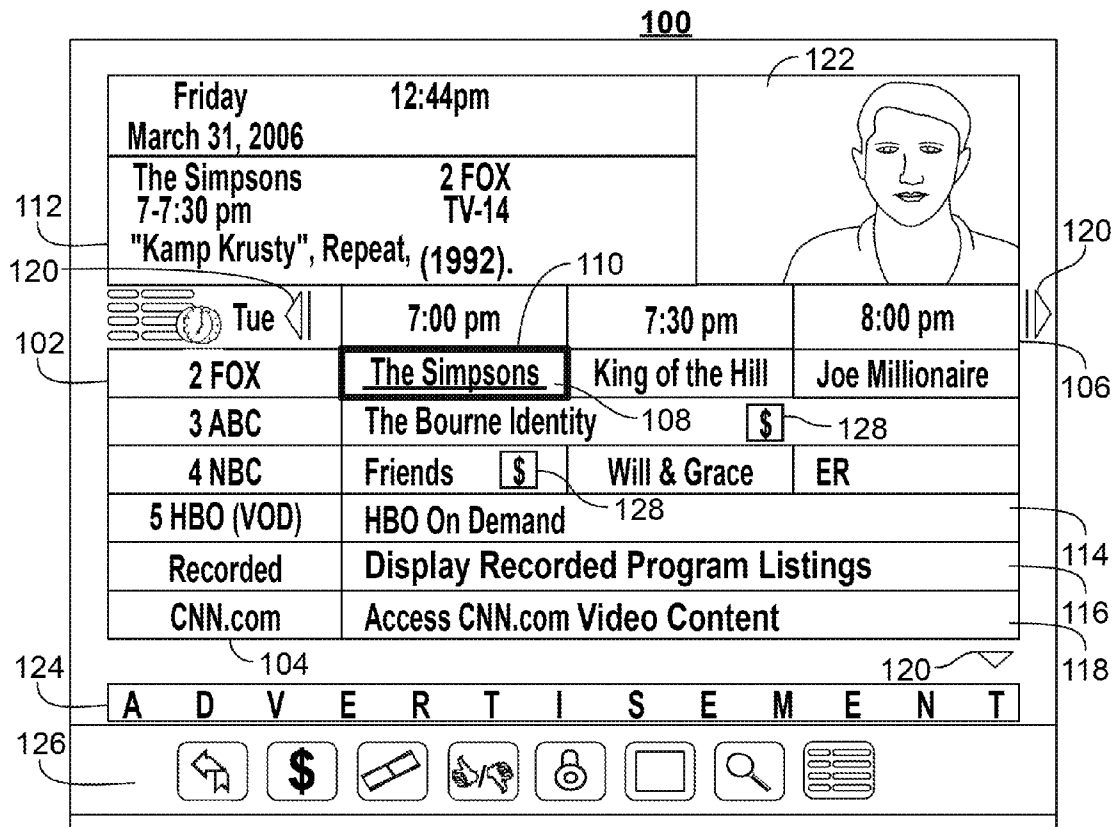 100
122
Friday 12:44pm
March 31, 2006
The Simpsons 2 FOX
7-7:30 pm TV-14
112
"Kamp Krusty", Repeat, (1992).
120
120
110
Tue 7:00 pm 7:30 pm 8:00 pm
102
106
2 FOX The Simpsons King of the Hill Joe Millionaire
3 ABC The Bourne Identity 108 $ 128
4 NBC Friends $ Will & Grace ER
128
5 HBO (VOD) HBO On Demand
114
Recorded Display Recorded Program Listings
116
CNN.com Access CNN.com Video Content
118
104
120
124
A D V E R T I S E M E N T
126
$
/